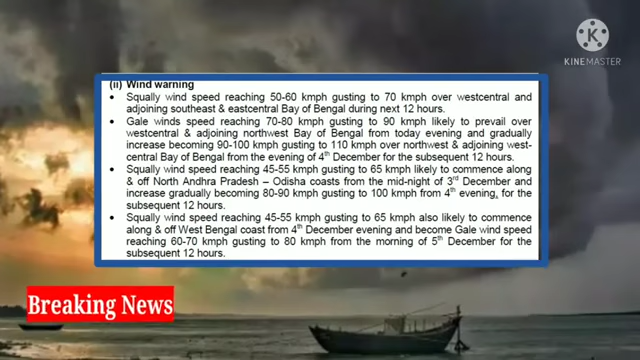 KINEMASTER
(ii) Wind warning
• Squally wind speed reaching 50-60 kmph gusting to 70 kmph over westcentral and
adjoining southeast & eastcentral Bay of Bengal during next 12 hours.
• Gale winds speed reaching 70-80 kmph gusting to 90 kmph likely to prevail over
westcentral & adjoining northwest Bay of Bengal from today evening and gradually
increase becoming 90-100 kmph gusting to 110 kmph over northwest & adjoining west-
central Bay of Bengal from the evening of 4th December for the subsequent 12 hours.
• Squally wind speed reaching 45-55 kmph gusting to 65 kmph likely to commence along
& off North Andhra Pradesh – Odisha coasts from the mid-night of 3rd December and
increase gradually becoming 80-90 kmph gusting to 100 kmph from 4th evening, for the
subsequent 12 hours.
• Squally wind speed reaching 45-55 kmph gusting to 65 kmph also likely to commence
along & off West Bengal coast from 4th December evening and become Gale wind speed
reaching 60-70 kmph gusting to 80 kmph from the morning of 5th December for the
subsequent 12 hours.
Breaking News